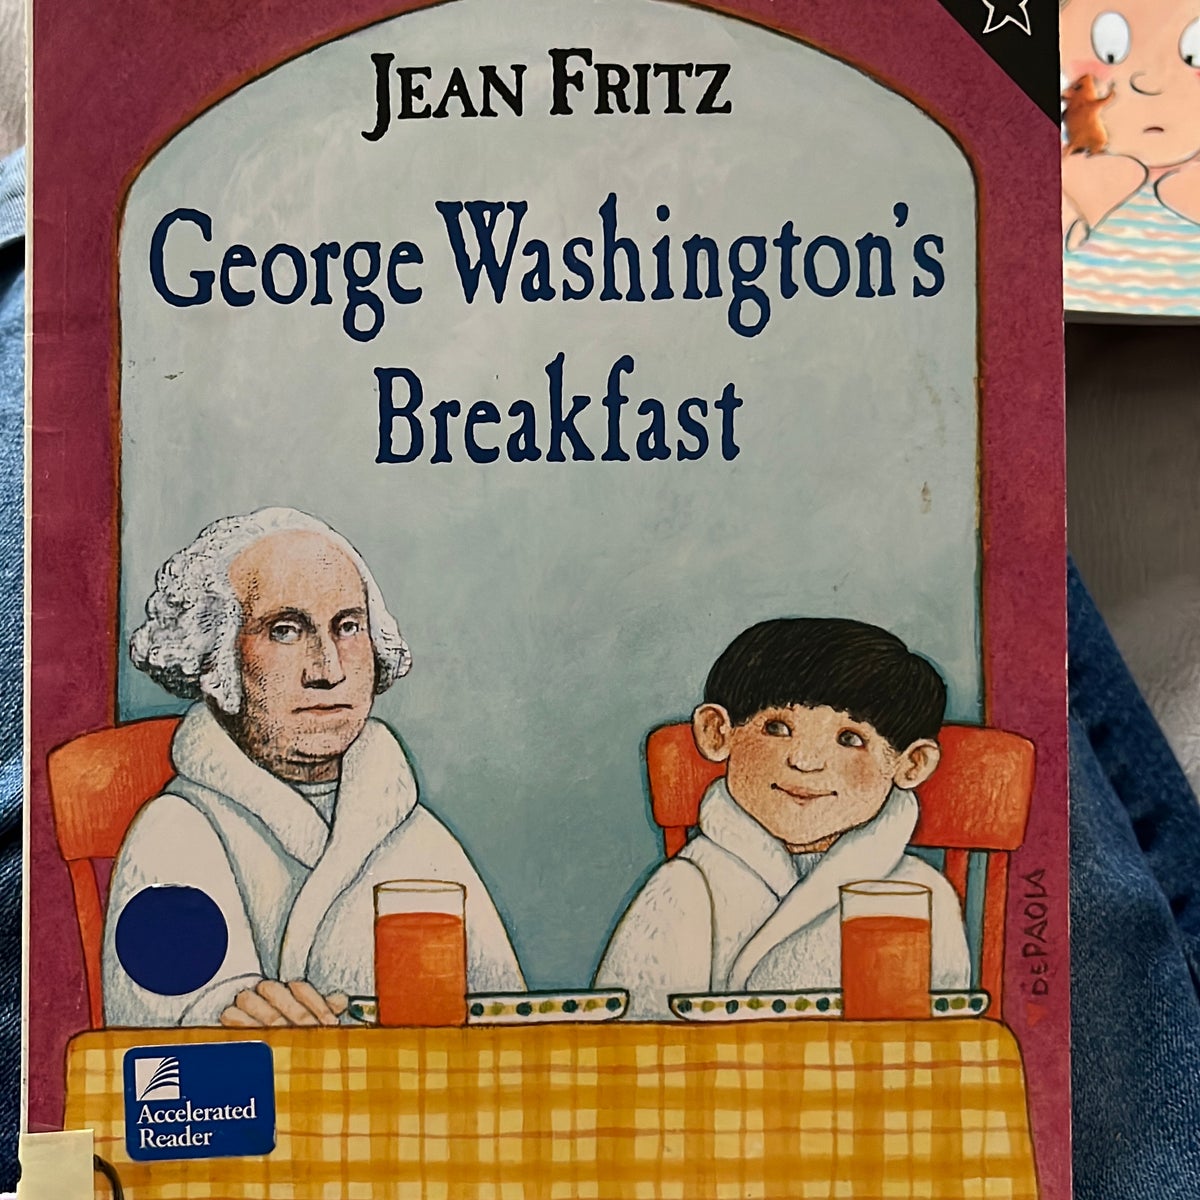 JEAN FRITZ
George Washington's
Breakfast
DEPAOLA
Accelerated
Reader